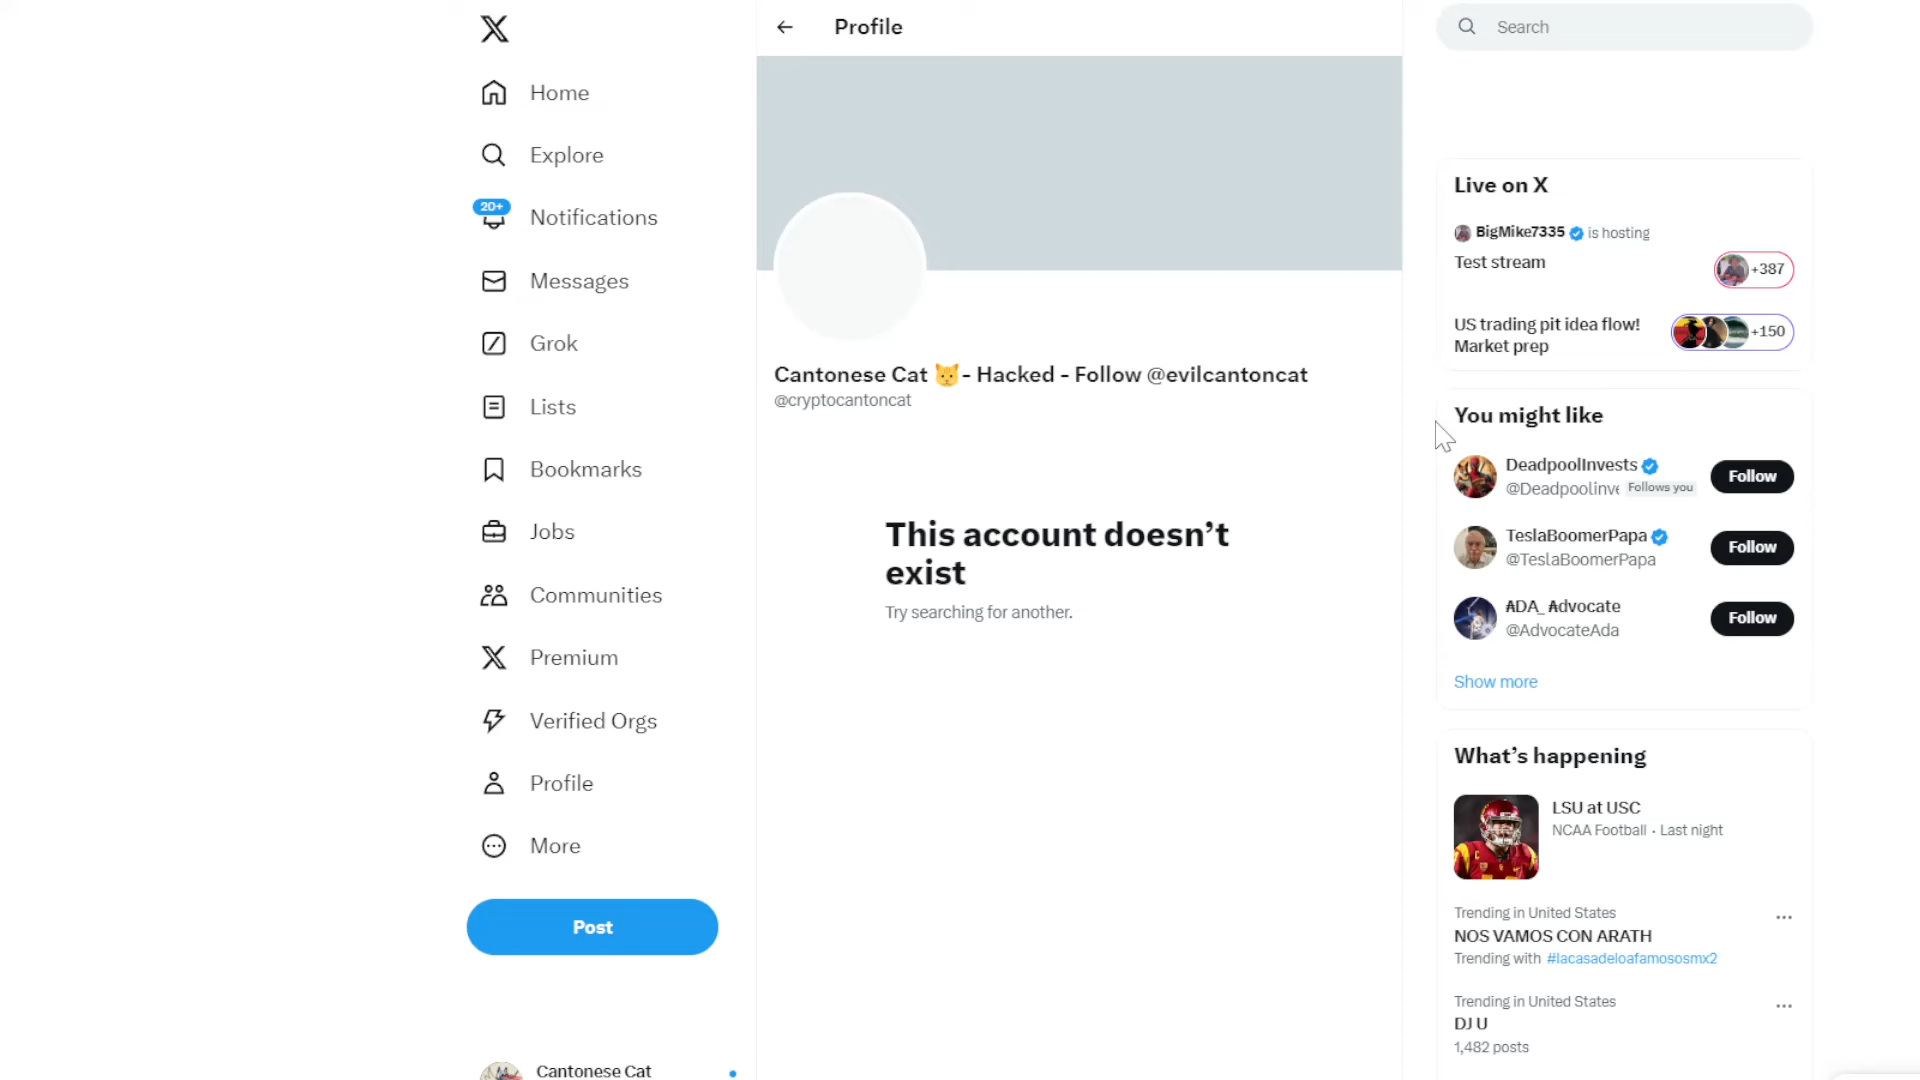 Home
Explore
20+
Notifications
Messages
Grok
Lists
Bookmarks
Jobs
Communities
Premium
Verified Orgs
Profile
More
Post
Cantonese Cat
Profile
Cantonese Cat 🐱- Hacked - Follow @evilcantoncat
@cryptocantoncat
This account doesn’t
exist
Try searching for another.
Search
Live on X
BigMike7335 is hosting
Test stream
+387
US trading pit idea flow!
Market prep
+150
You might like
DeadpoolInvests
@Deadpoolinve Follows you
Follow
TeslaBoomerPapa
@TeslaBoomerPapa
Follow
₳DA_ ₳dvocate
@AdvocateAda
Follow
Show more
What’s happening
LSU at USC
NCAA Football · Last night
Trending in United States
NOS VAMOS CON ARATH
Trending with #lacasadeloafamososmx2
Trending in United States
DJ U
1,482 posts